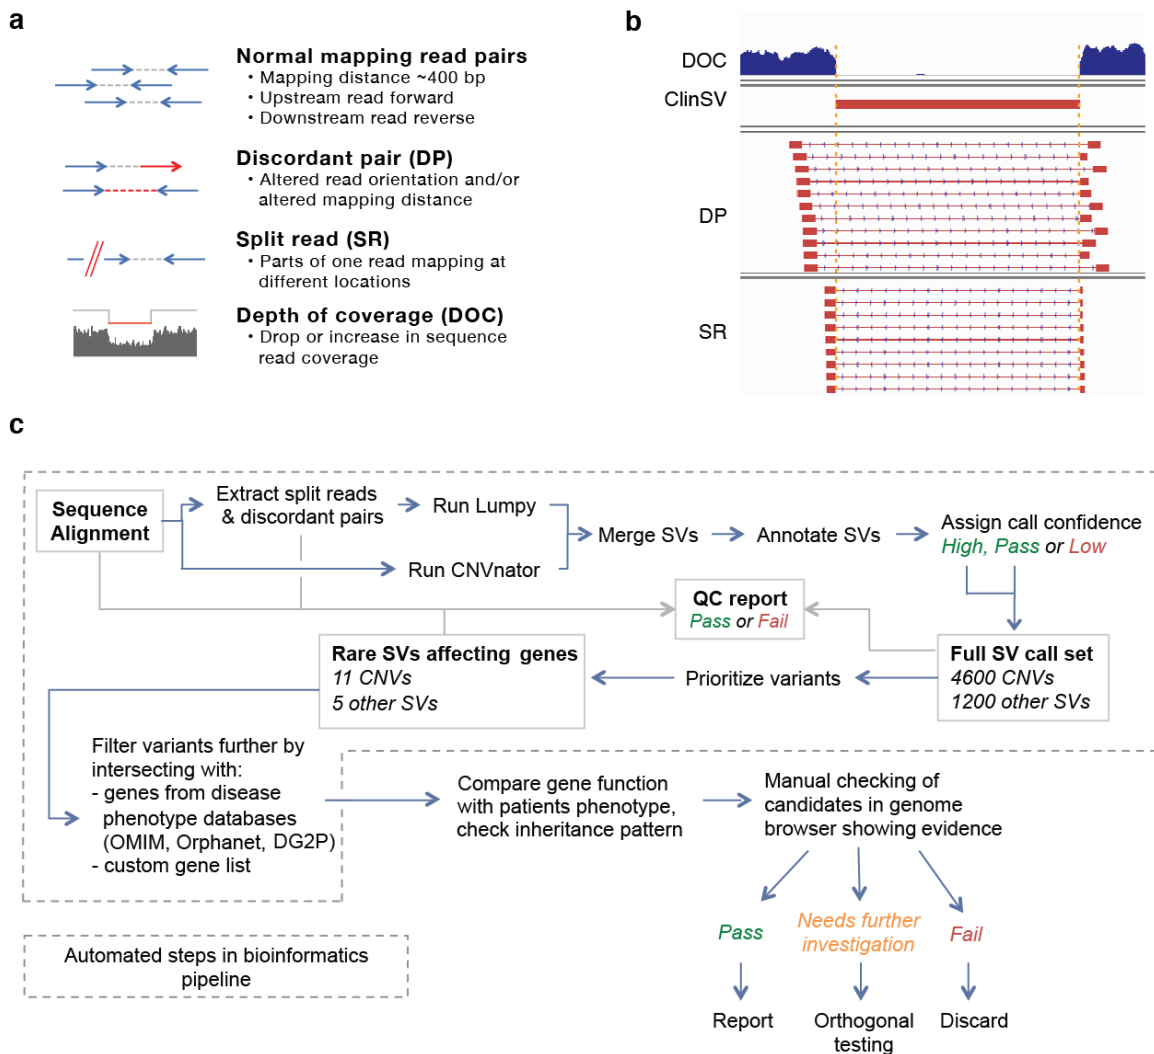 a
Normal mapping read pairs
• Mapping distance ~400 bp
• Upstream read forward
• Downstream read reverse
Discordant pair (DP)
• Altered read orientation and/or
altered mapping distance
Split read (SR)
• Parts of one read mapping at
different locations
Depth of coverage (DOC)
• Drop or increase in sequence
read coverage
b
DOC
ClinSV
DP
SR
c
Sequence
Alignment
Extract split reads
& discordant pairs
Run Lumpy
Run CNVnator
Merge SVs
Annotate SVs
Assign call confidence
High, Pass or Low
QC report
Pass or Fail
Full SV call set
4600 CNVs
1200 other SVs
Prioritize variants
Rare SVs affecting genes
11 CNVs
5 other SVs
Filter variants further by
intersecting with:
- genes from disease
phenotype databases
(OMIM, Orphanet, DG2P)
- custom gene list
Compare gene function
with patients phenotype,
check inheritance pattern
Manual checking of
candidates in genome
browser showing evidence
Pass
Needs further
investigation
Fail
Report
Orthogonal
testing
Discard
Automated steps in bioinformatics
pipeline